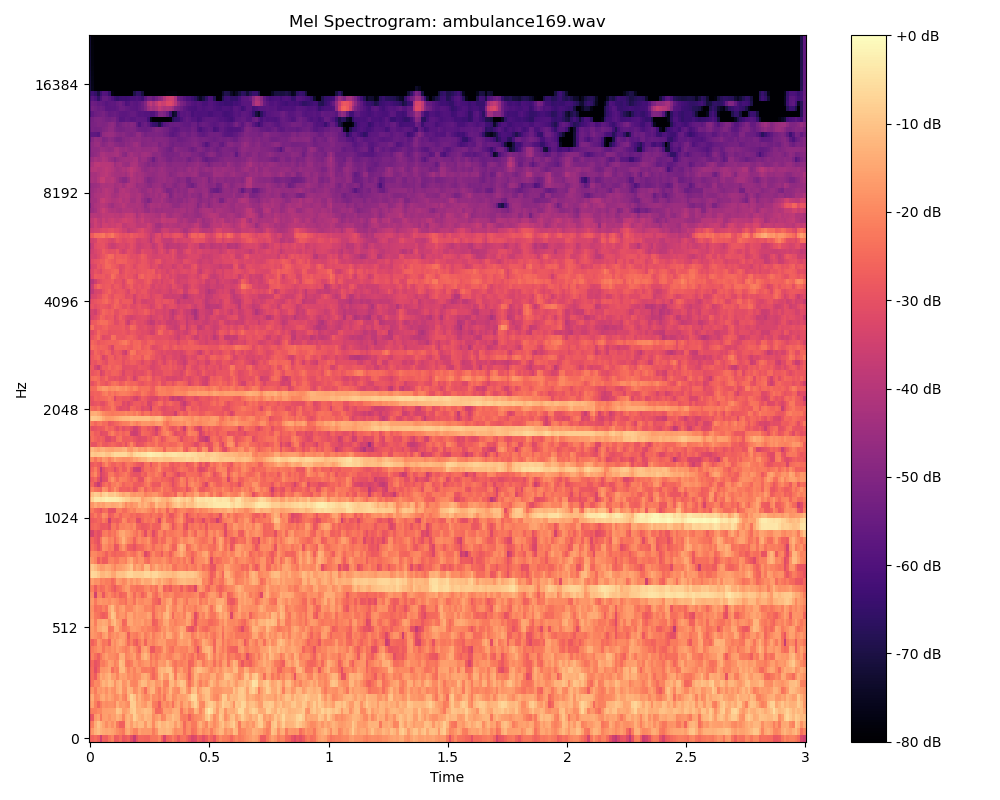 Mel Spectrogram: ambulance169.wav
Hz
16384
8192
4096
2048
1024
512
0
0
0.5
1
1.5
2
2.5
3
Time
+0 dB
-10 dB
-20 dB
-30 dB
-40 dB
-50 dB
-60 dB
-70 dB
-80 dB